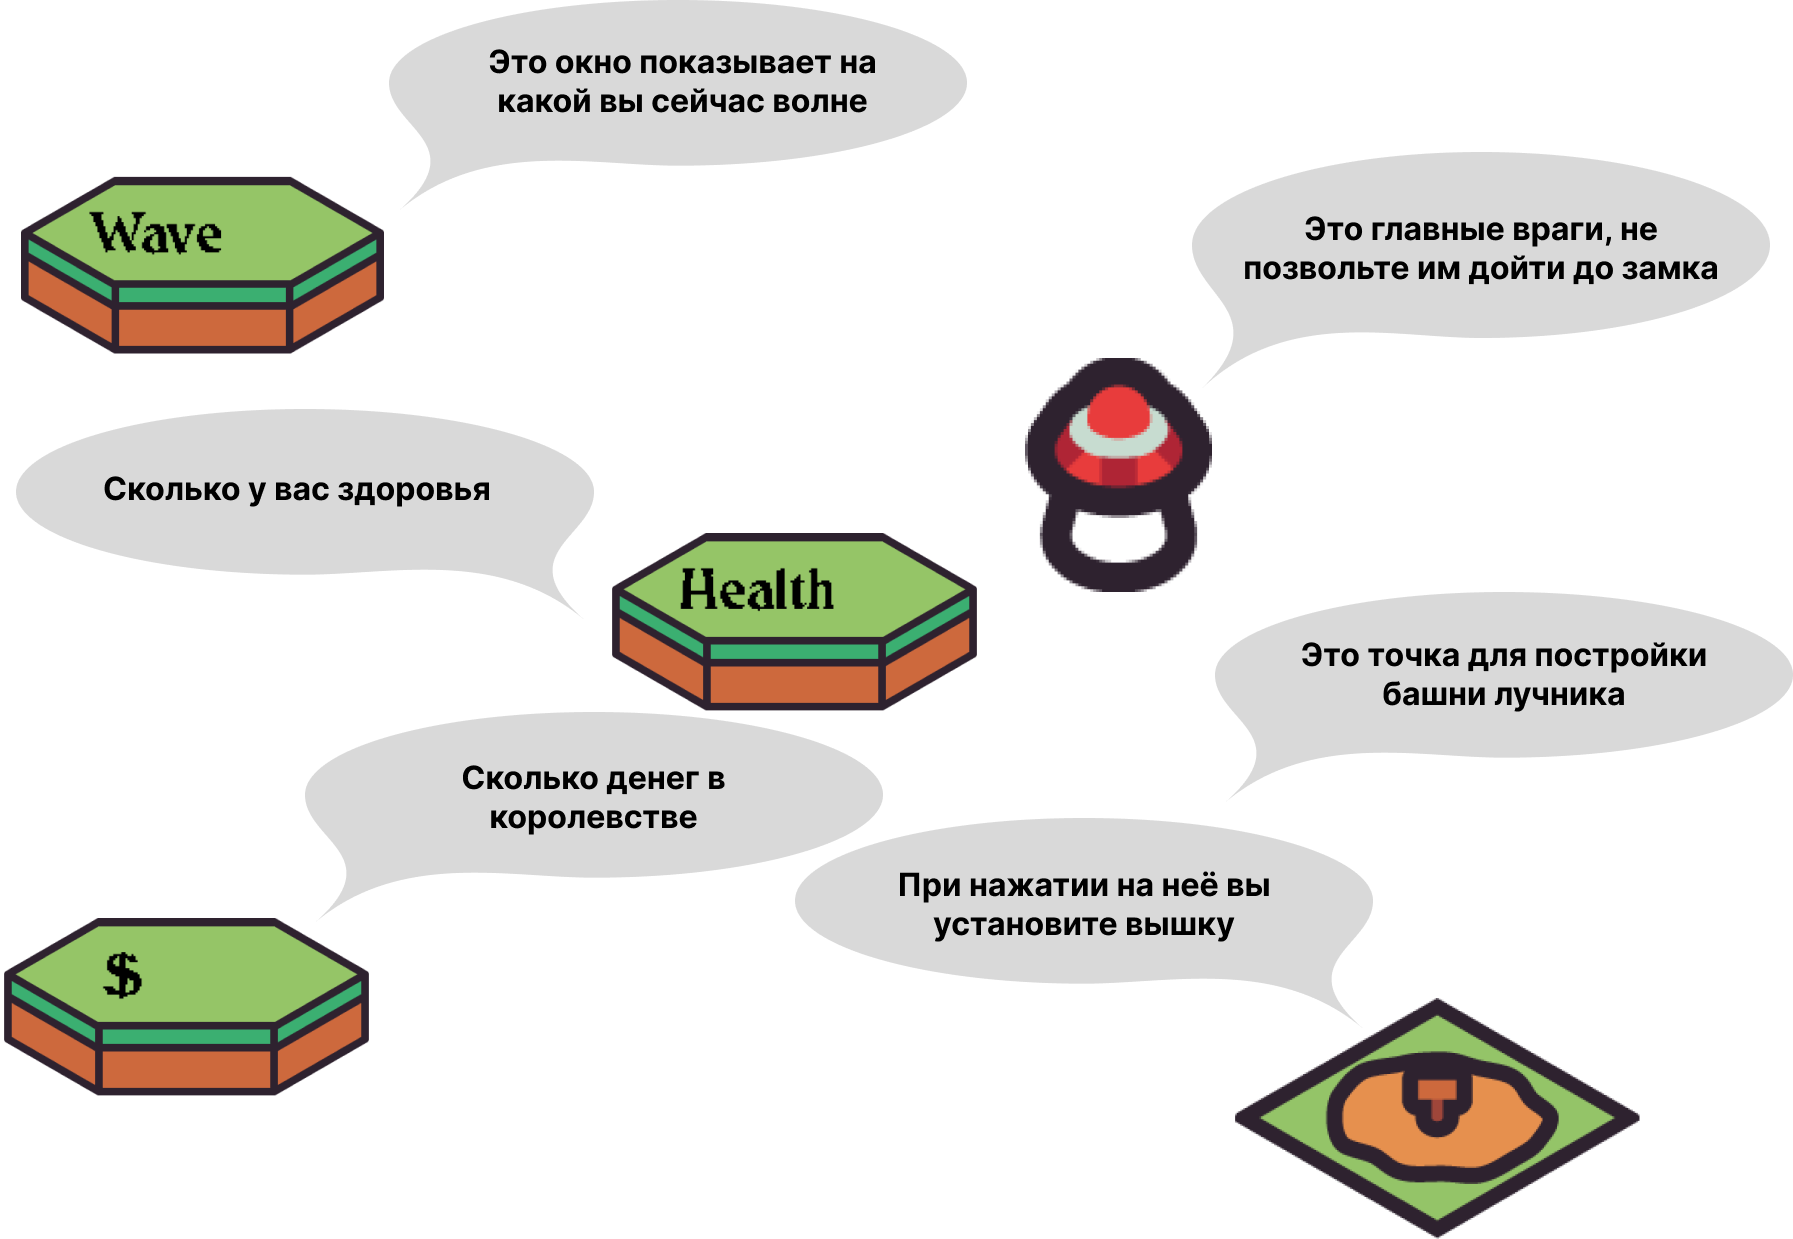 Это окно показывает на
какой вы сейчас волне
Wave
Это главные враги, не
позвольте им дойти до замка
Сколько у вас здоровья
Health
Это точка для постройки
башни лучника
Сколько денег в
королевстве
При нажатии на неё вы
установите вышку
$